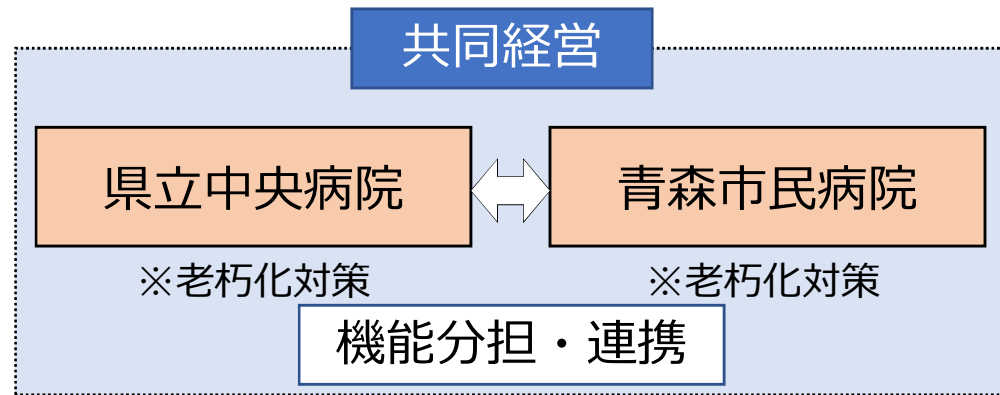 共同経営
県立中央病院
青森市民病院
※老朽化対策
※老朽化対策
機能分担・連携